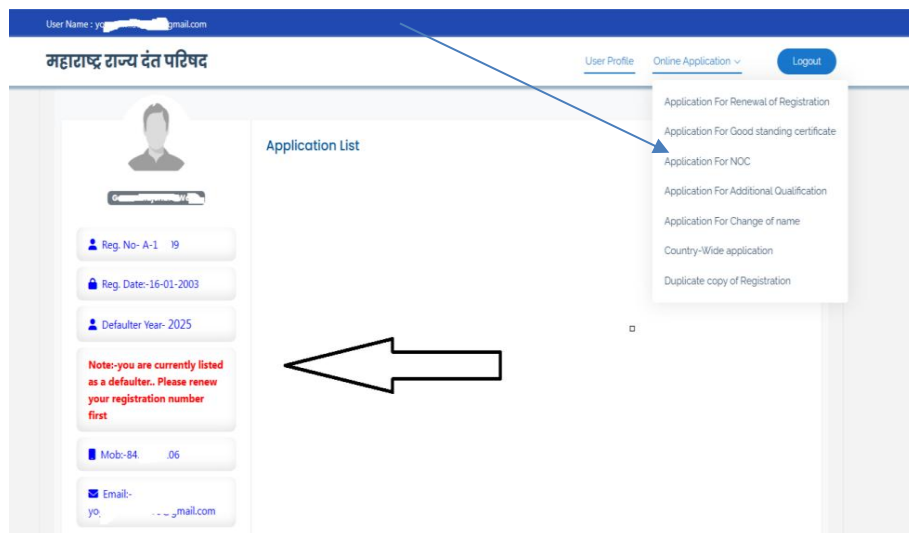 User Name : yo gmail.com
महाराष्ट्र राज्य दंत परिषद
User Profile Online Application Logout
Application For Renewal of Registration
Application For Good standing certificate
Application For NOC
Application For Additional Qualification
Application For Change of name
Country-Wide application
Duplicate copy of Registration
Application List
Reg. No- A-1 9
Reg. Date:-16-01-2003
Defaulter Year- 2025
Note:-you are currently listed
as a defaulter.. Please renew
your registration number
first
Mob:-84. .06
Email:-
yo gmail.com